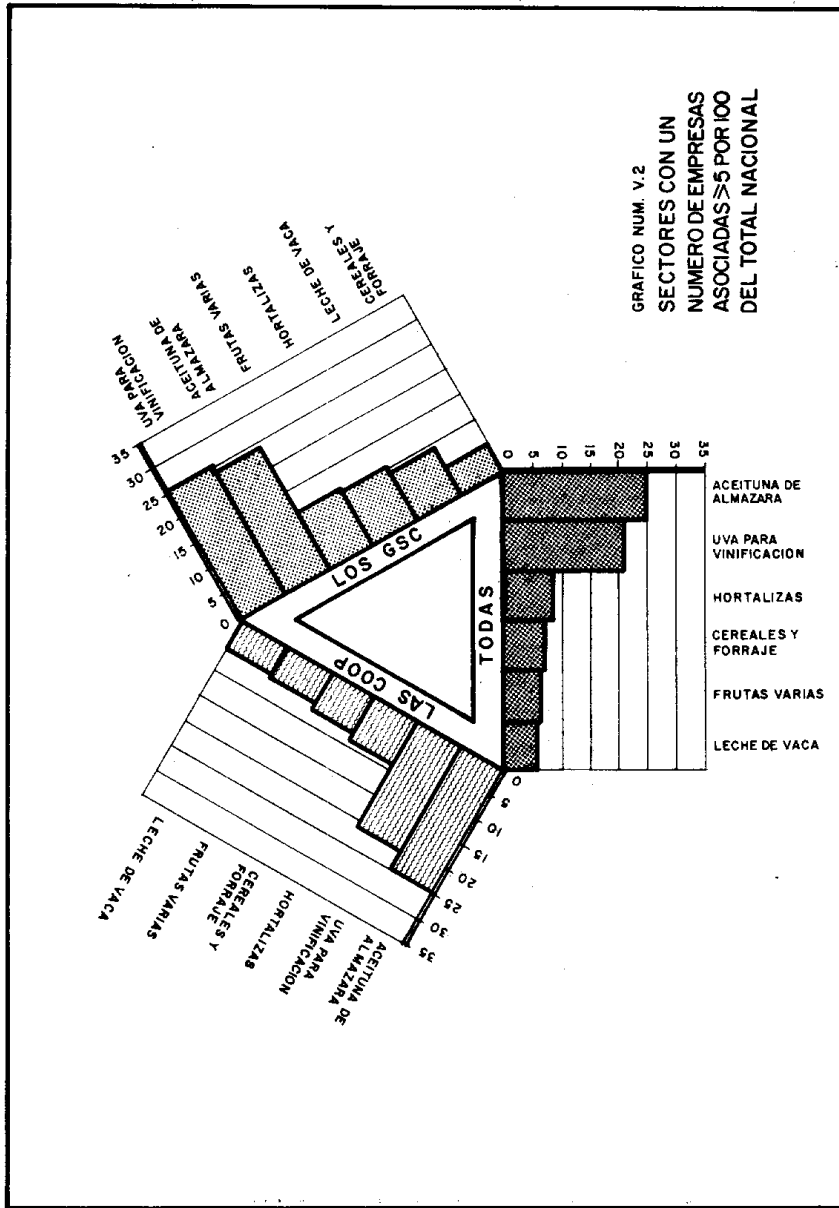 GRAFICO NUM. V.2
SECTORES CON UN
NUMERO DE EMPRESAS
ASOCIADAS ⩾5 POR 100
DEL TOTAL NACIONAL
UVA PARA
VINIFICACION
ACEITUNA DE
ALMAZARA
FRUTAS VARIAS
HORTALIZAS
LECHE DE VACA
CEREALES Y
FORRAJE
35
30
25
20
15
10
5
0
LOS GSC
TODAS
LAS COOP
0
5
10
15
20
25
30
35
ACEITUNA DE
ALMAZARA
UVA PARA
VINIFICACION
HORTALIZAS
CEREALES Y
FORRAJE
FRUTAS VARIAS
LECHE DE VACA
0
5
10
15
20
25
30
35
LECHE DE VACA
FRUTAS VARIAS
CEREALES Y
FORRAJE
HORTALIZAS
UVA PARA
VINIFICACION
ACEITUNA DE
ALMAZARA